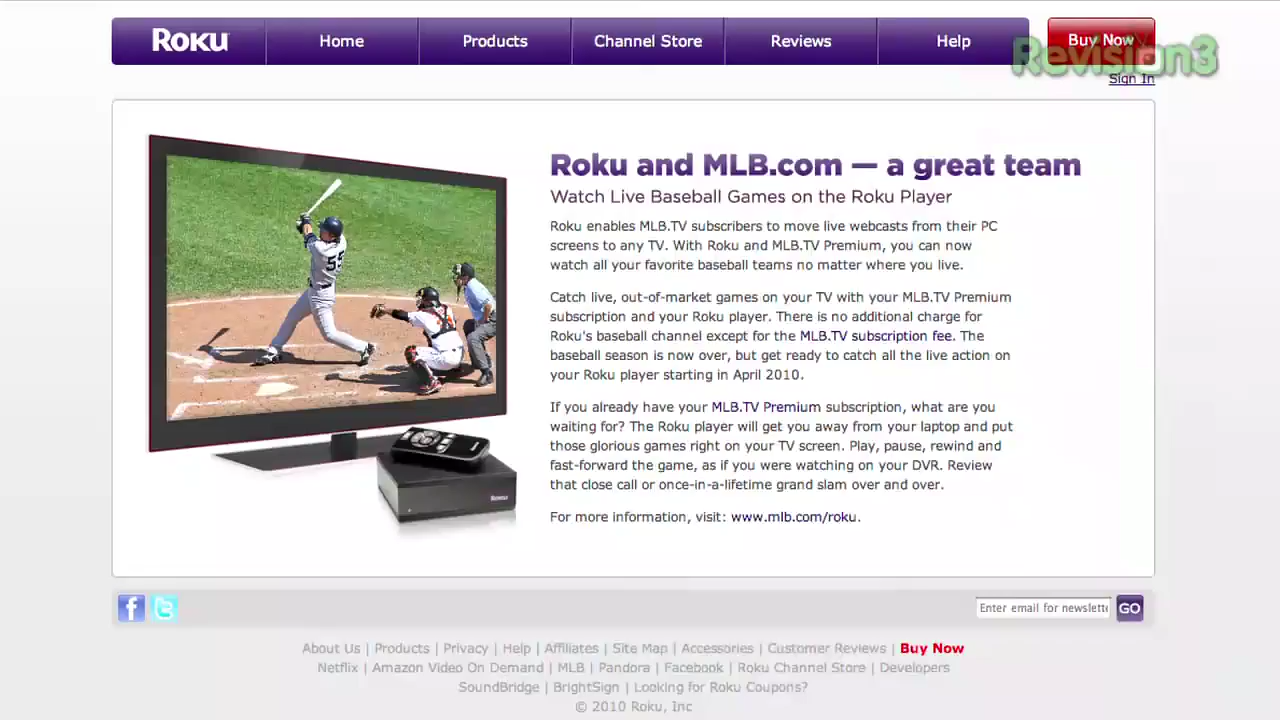 Roku Home Products Channel Store Reviews Help Buy Now
Revision3
Sign In
Roku and MLB.com — a great team
Watch Live Baseball Games on the Roku Player
Roku enables MLB.TV subscribers to move live webcasts from their PC
screens to any TV. With Roku and MLB.TV Premium, you can now
watch all your favorite baseball teams no matter where you live.
Catch live, out-of-market games on your TV with your MLB.TV Premium
subscription and your Roku player. There is no additional charge for
Roku's baseball channel except for the MLB.TV subscription fee. The
baseball season is now over, but get ready to catch all the live action on
your Roku player starting in April 2010.
If you already have your MLB.TV Premium subscription, what are you
waiting for? The Roku player will get you away from your laptop and put
those glorious games right on your TV screen. Play, pause, rewind and
fast-forward the game, as if you were watching on your DVR. Review
that close call or once-in-a-lifetime grand slam over and over.
For more information, visit: www.mlb.com/roku.
55
Roku
f t Enter email for newslett GO
About Us | Products | Privacy | Help | Affiliates | Site Map | Accessories | Customer Reviews | Buy Now
Netflix | Amazon Video On Demand | MLB | Pandora | Facebook | Roku Channel Store | Developers
SoundBridge | BrightSign | Looking for Roku Coupons?
© 2010 Roku, Inc